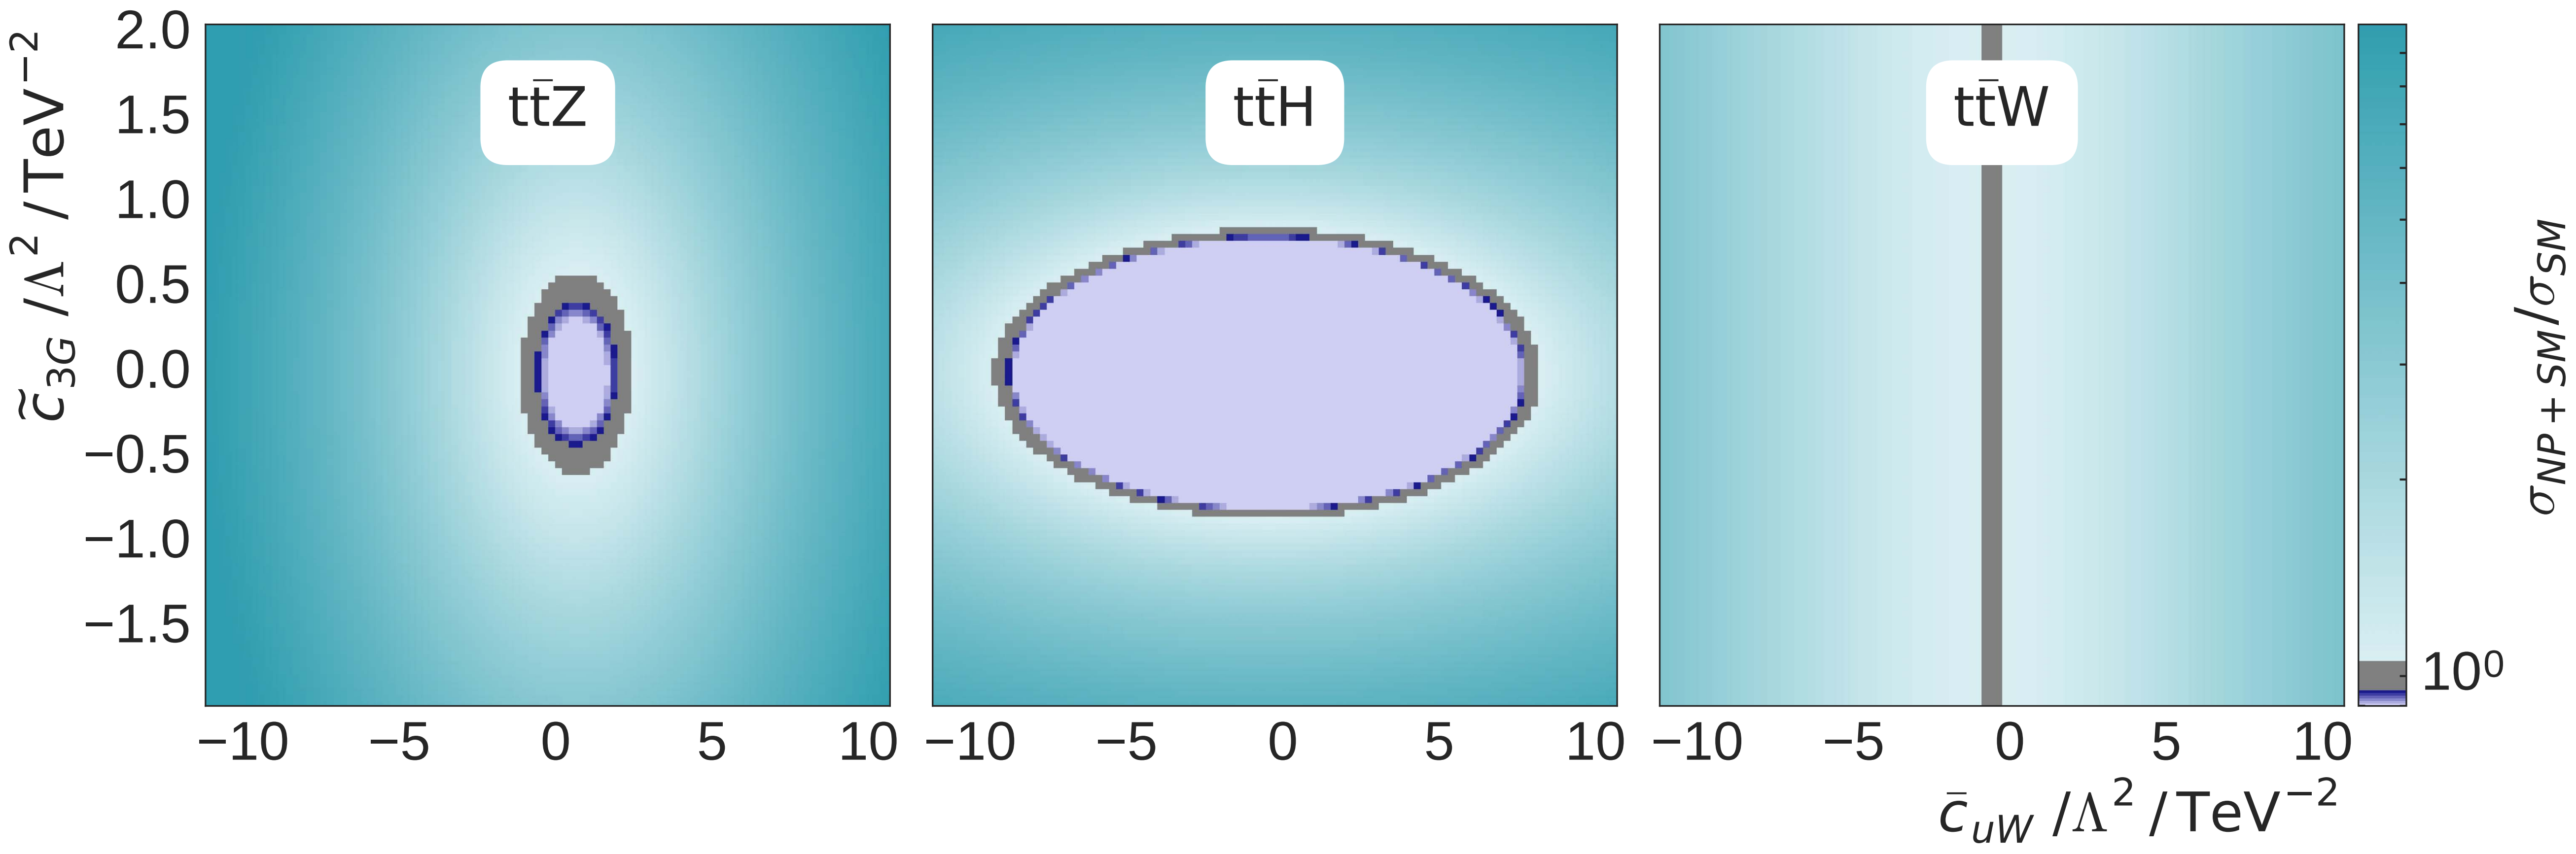 c̃₃G /Λ² / TeV⁻²
2.0
1.5
1.0
0.5
0.0
−0.5
−1.0
−1.5
tt̄Z
tt̄H
tt̄W
−10 −5 0 5 10
−10 −5 0 5 10
−10 −5 0 5 10
c̄uW /Λ² / TeV⁻²
10⁰
σNP+SM/σSM